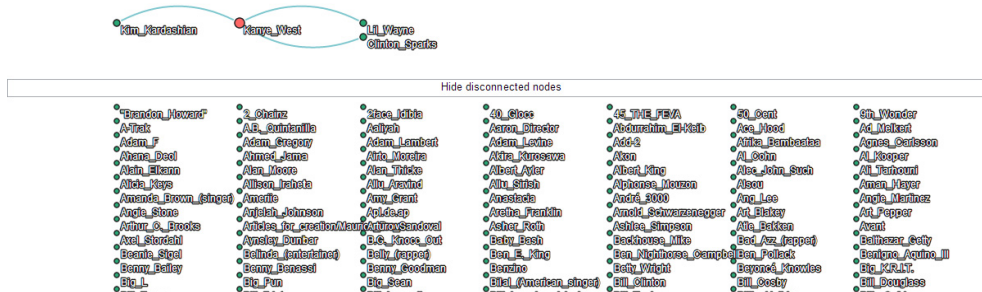 Kim_Kardashian Kanye_West Lil_Wayne
Clinton_Sparks
Hide disconnected nodes
"Brandon_Howard" 2_Chainz 2face_Idibia 40_Glocc 45_THE_FEVA 50_Cent 9th_Wonder
A-Trak A.B._Quintanilla Aaliyah Aaron_Director Abdurrahim_El-Keib Ace_Hood Ad_Melkert
Adam_F Adam_Gregory Adam_Lambert Adam_Levine Add-2 Afrika_Bambaataa Agnes_Carlsson
Ahana_Deol Ahmed_Jama Airto_Moreira Akira_Kurosawa Akon Al_Cohn Al_Kooper
Alain_Elkann Alan_Moore Alan_Thicke Albert_Ayler Albert_King Alec_John_Such Ali_Tarhouni
Alicia_Keys Allison_Iraheta Allu_Aravind Allu_Sirish Alphonse_Mouzon Alsou Aman_Hayer
Amanda_Brown_(singer) Amerie Amy_Grant Anastacia André_3000 Ang_Lee Angie_Martinez
Angie_Stone Anjelah_Johnson Apl.de.ap Aretha_Franklin Arnold_Schwarzenegger Art_Blakey Art_Pepper
Arthur_C._Brooks Articles_for_creation/Mauric ArturoSandoval Asher_Roth Ashlee_Simpson Atle_Bakken Avant
Axel_Stordahl Aynsley_Dunbar B.G._Knocc_Out Baby_Bash Backhouse_Mike Bad_Azz_(rapper) Balthazar_Getty
Beanie_Sigel Belinda_(entertainer) Belly_(rapper) Ben_E._King Ben_Nighthorse_Campbell Ben_Pollack Benigno_Aquino_III
Benny_Bailey Benny_Benassi Benny_Goodman Benzino Betty_Wright Beyoncé_Knowles Big_K.R.I.T.
Big_L Big_Pun Big_Sean Bilal_(American_singer) Bill_Clinton Bill_Cosby Bill_Douglass